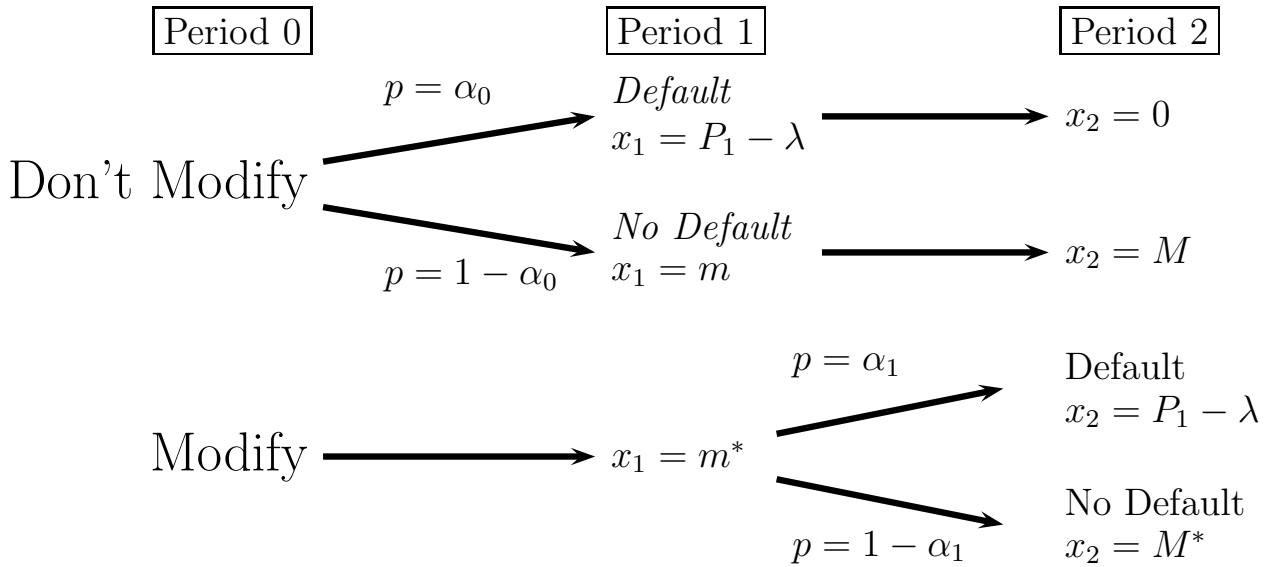 Period 0 Period 1 Period 2
p = α₀
Default
x₁ = P₁ − λ
x₂ = 0
Don't Modify
No Default
x₁ = m
x₂ = M
p = 1 − α₀
p = α₁
Default
x₂ = P₁ − λ
Modify
x₁ = m*
No Default
x₂ = M*
p = 1 − α₁